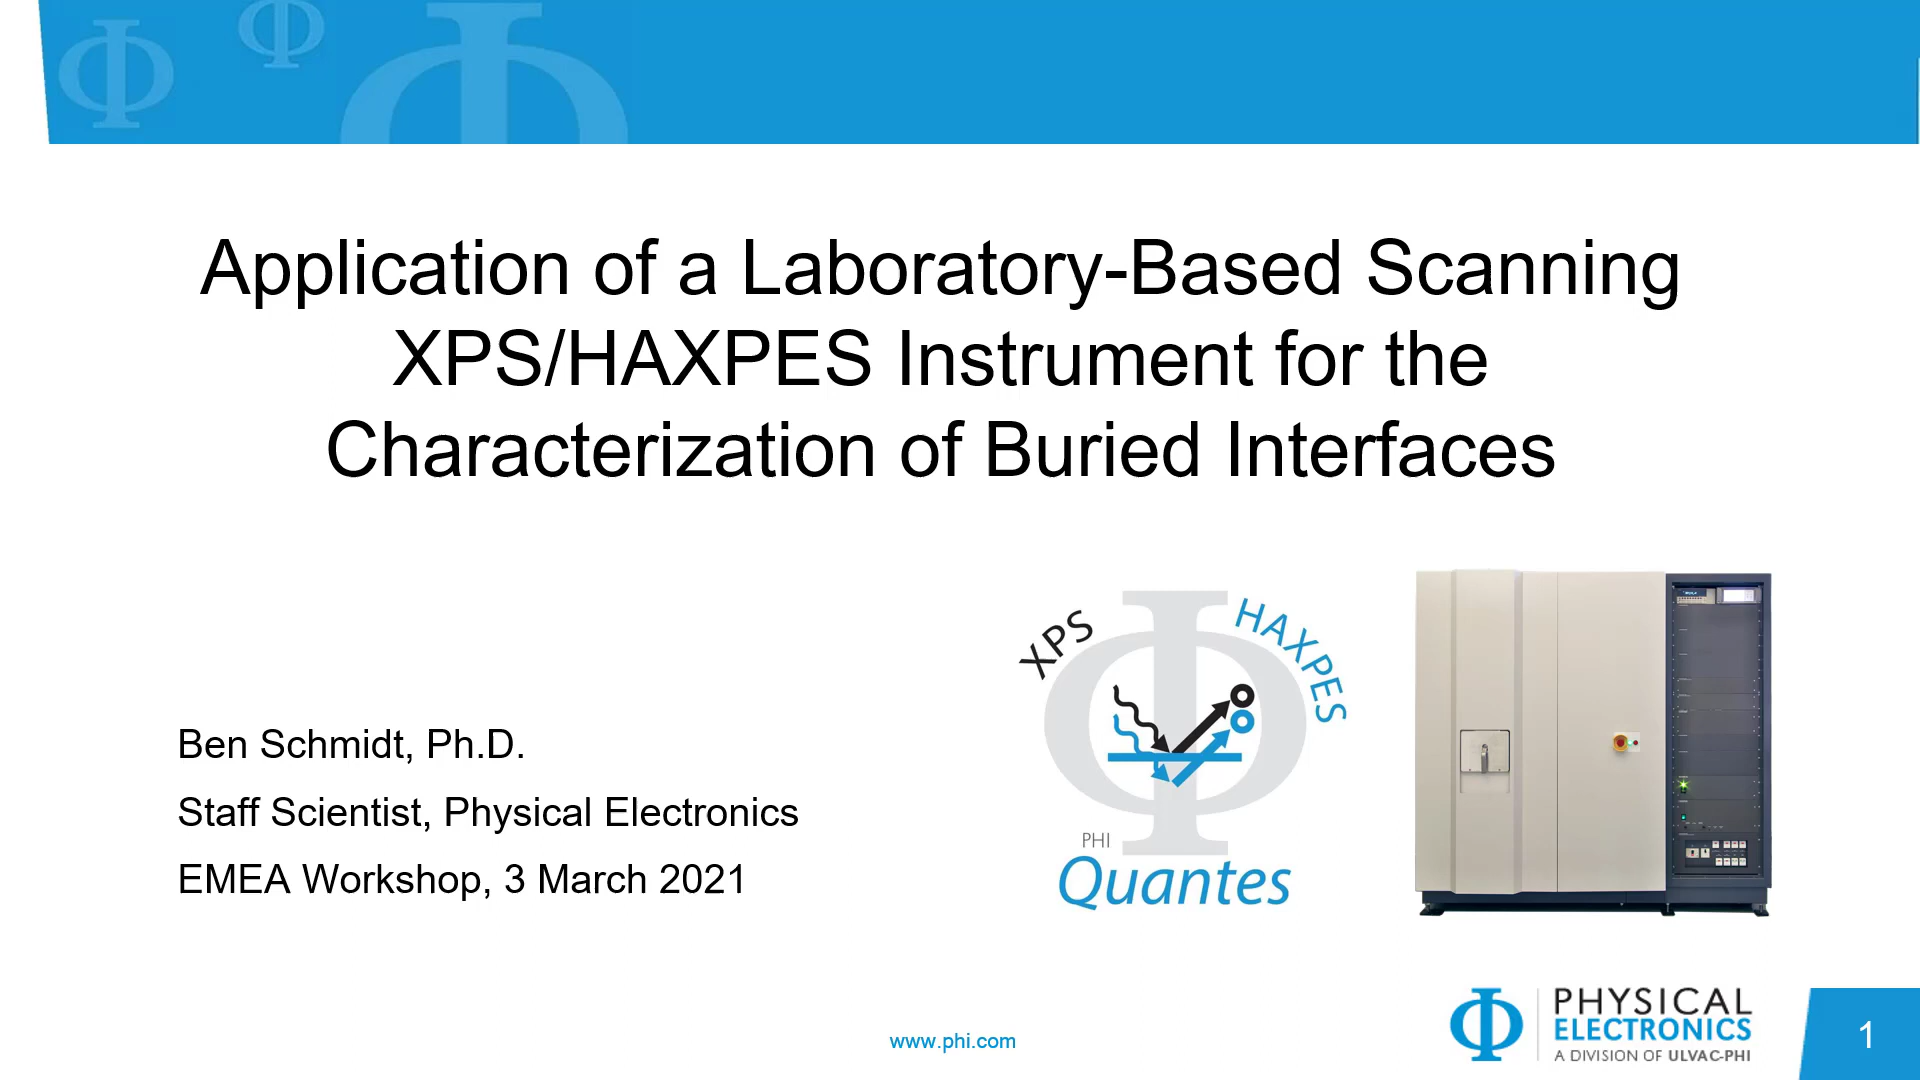 Application of a Laboratory-Based Scanning
XPS/HAXPES Instrument for the
Characterization of Buried Interfaces
XPS
HAXPES
Ben Schmidt, Ph.D.
Staff Scientist, Physical Electronics
EMEA Workshop, 3 March 2021
PHI
Quantes
www.phi.com
PHYSICAL
ELECTRONICS
A DIVISION OF ULVAC-PHI
1